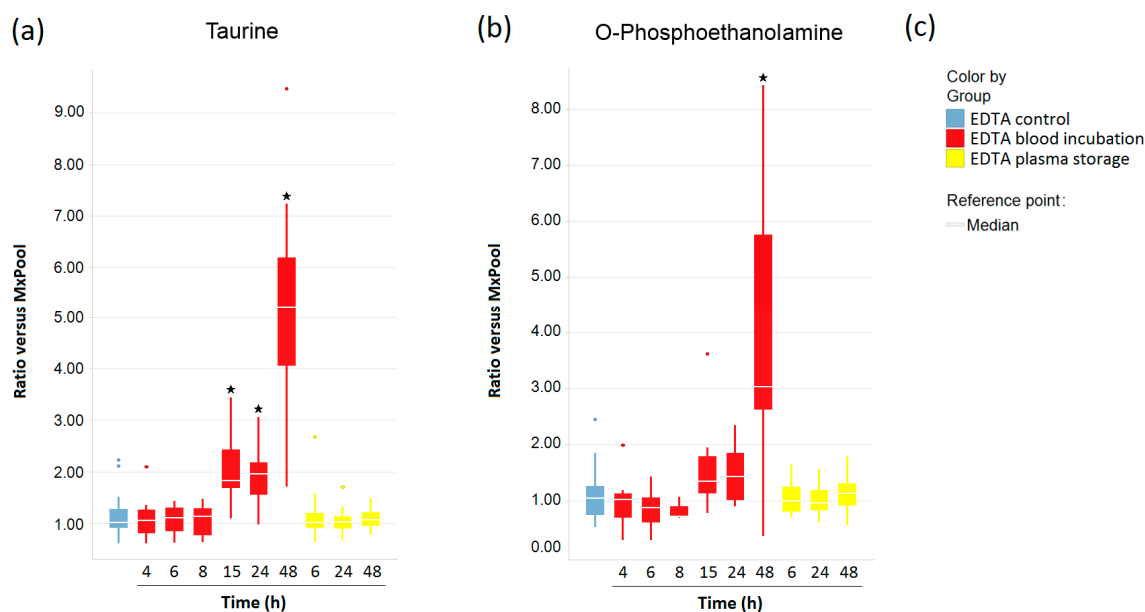 (a)
Taurine
Ratio versus MxPool
9.00
8.00
7.00
6.00
5.00
4.00
3.00
2.00
1.00
4 6 8 15 24 48 6 24 48
Time (h)
(b)
O-Phosphoethanolamine
Ratio versus MxPool
8.00
7.00
6.00
5.00
4.00
3.00
2.00
1.00
0.00
4 6 8 15 24 48 6 24 48
Time (h)
(c)
Color by
Group
EDTA control
EDTA blood incubation
EDTA plasma storage
Reference point:
Median